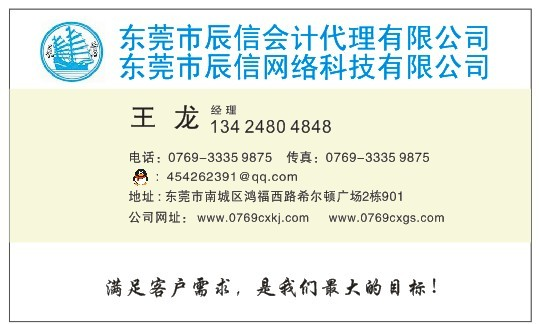 东莞市辰信会计代理有限公司
东莞市辰信网络科技有限公司
王 龙 经理
134 2480 4848
电话：0769-3335 9875 传真：0769-3335 9875
：454262391@qq.com
地址：东莞市南城区鸿福西路希尔顿广场2栋901
公司网址：www.0769cxkj.com www.0769cxgs.com
满足客户需求，是我们最大的目标！